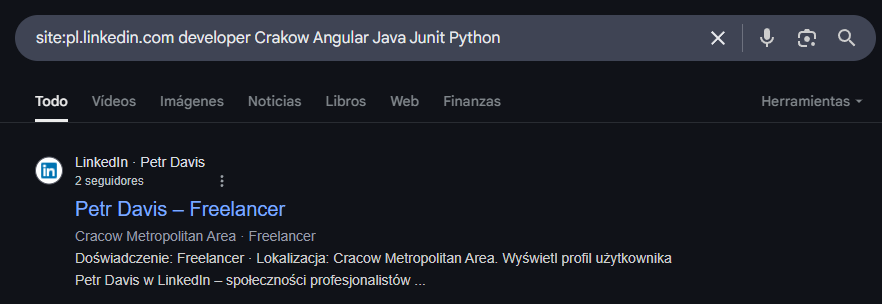 site:pl.linkedin.com developer Crakow Angular Java Junit Python
Todo Vídeos Imágenes Noticias Libros Web Finanzas Herramientas
LinkedIn · Petr Davis
2 seguidores
Petr Davis – Freelancer
Cracow Metropolitan Area · Freelancer
Doświadczenie: Freelancer · Lokalizacja: Cracow Metropolitan Area. Wyświetl profil użytkownika
Petr Davis w LinkedIn – społeczności profesjonalistów ...